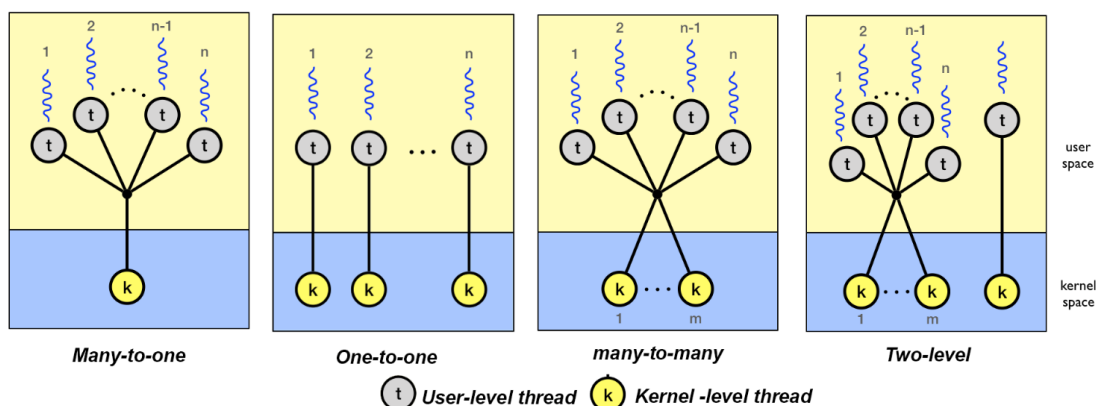 1
2
n-1
n
t
t
t
t
k
Many-to-one
1
2
n
t
t
...
t
k
k
k
One-to-one
1
2
n-1
n
t
t
t
t
k
...
k
1
m
many-to-many
1
2
n-1
n
t
t
t
t
t
k
...
k
k
1
m
Two-level
user
space
kernel
space
t User-level thread
k Kernel -level thread